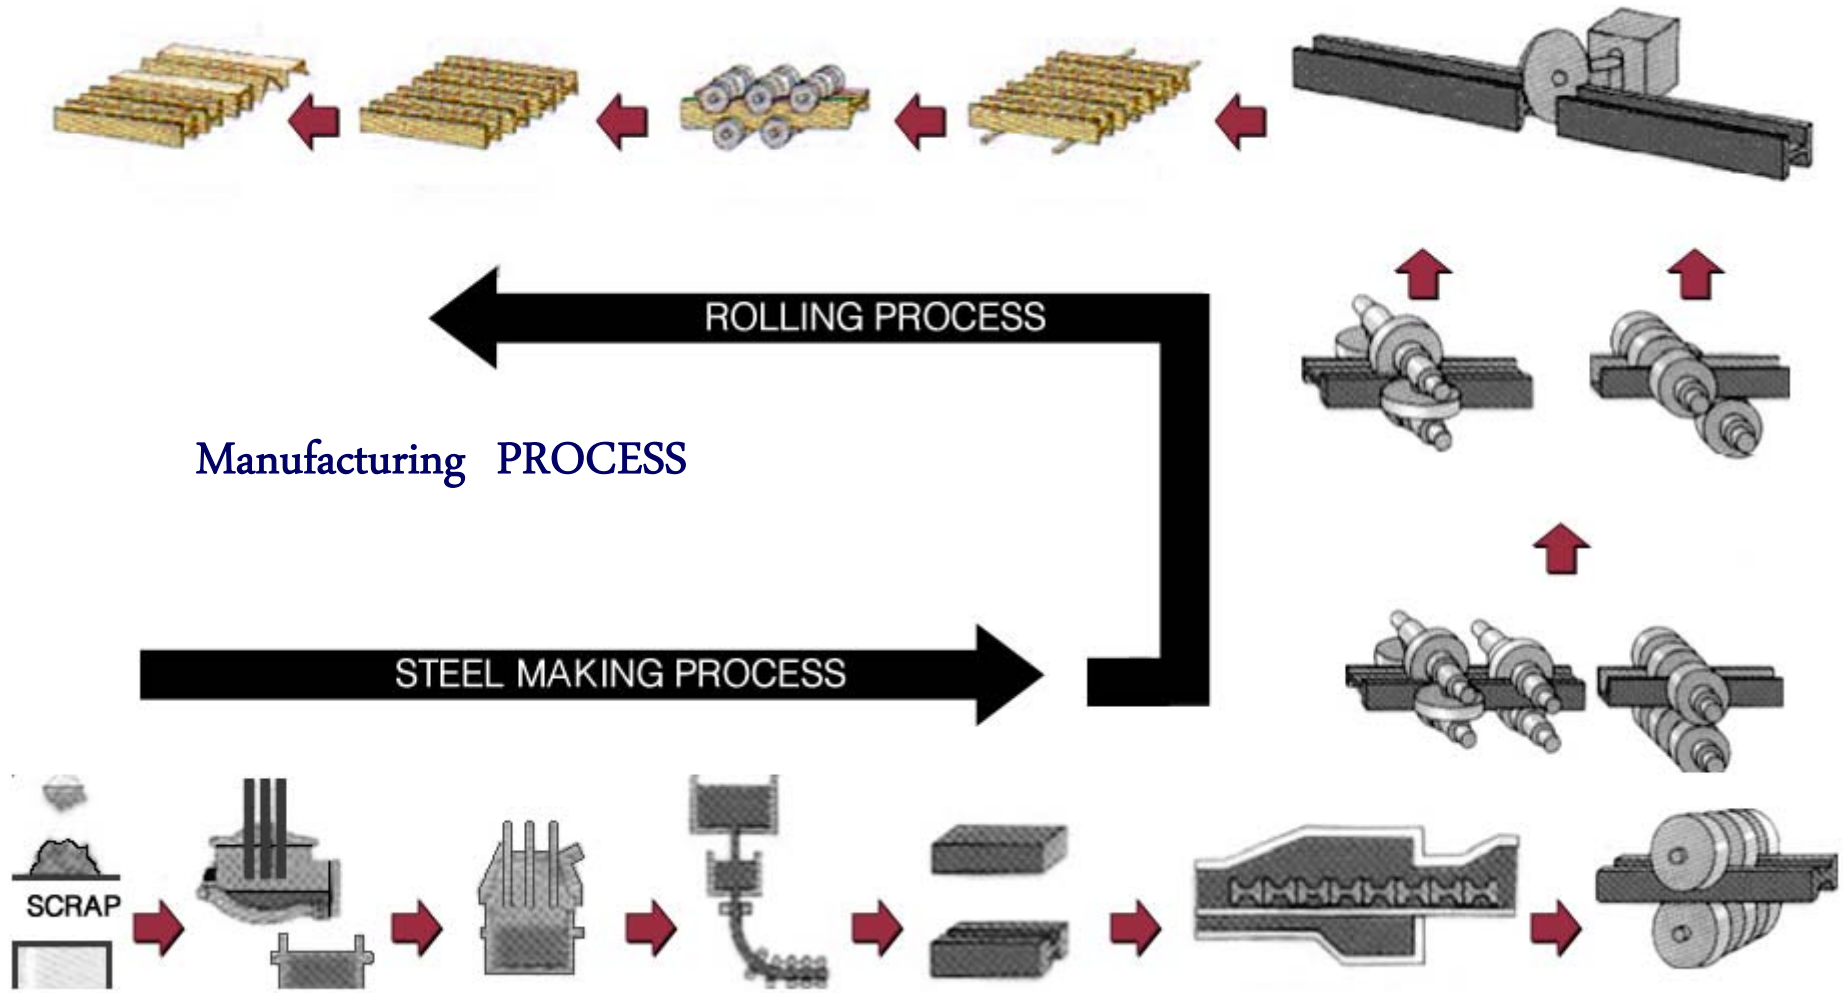 ROLLING PROCESS
Manufacturing PROCESS
STEEL MAKING PROCESS
SCRAP